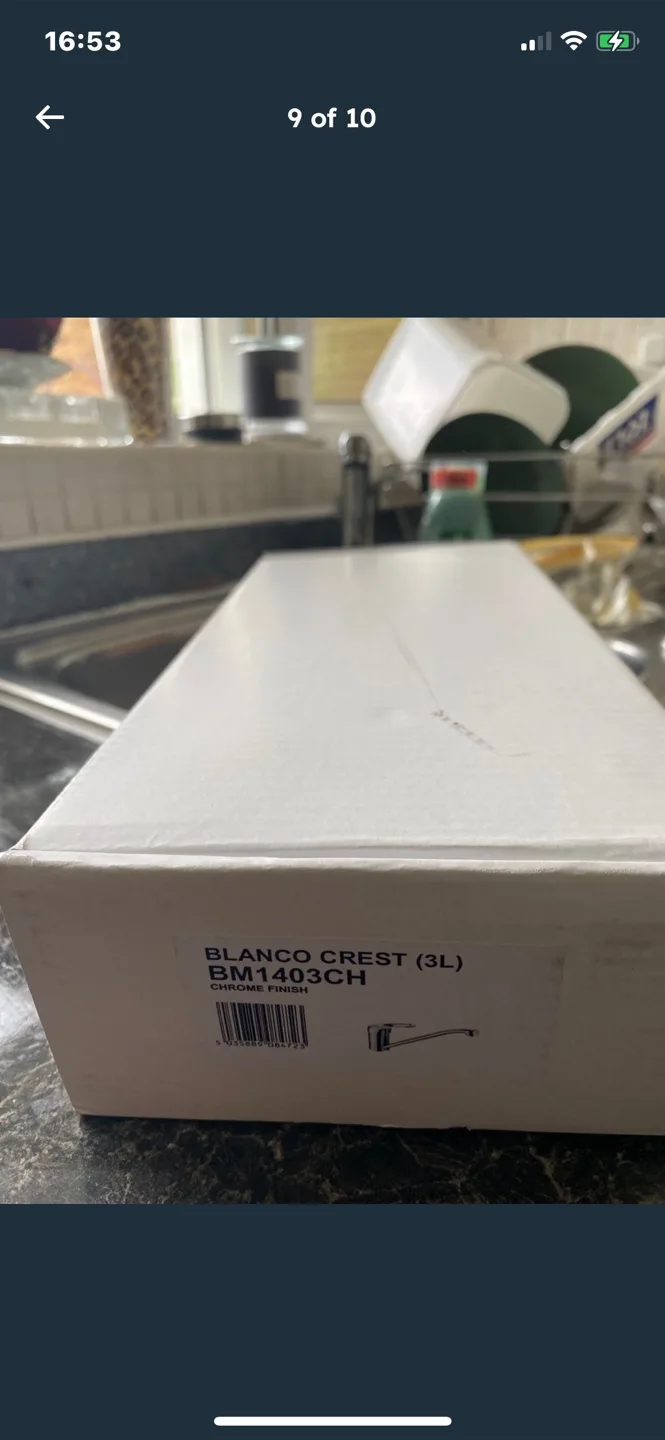 16:53
9 of 10
BLANCO CREST (3L)
BM1403CH
CHROME FINISH